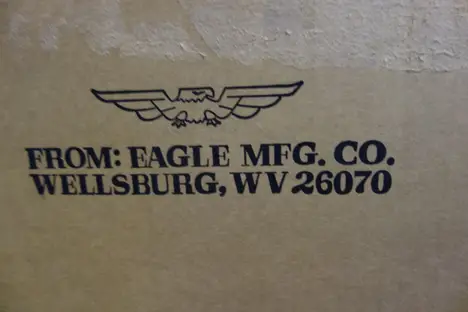 FROM: EAGLE MFG. CO.
WELLSBURG, WV 26070